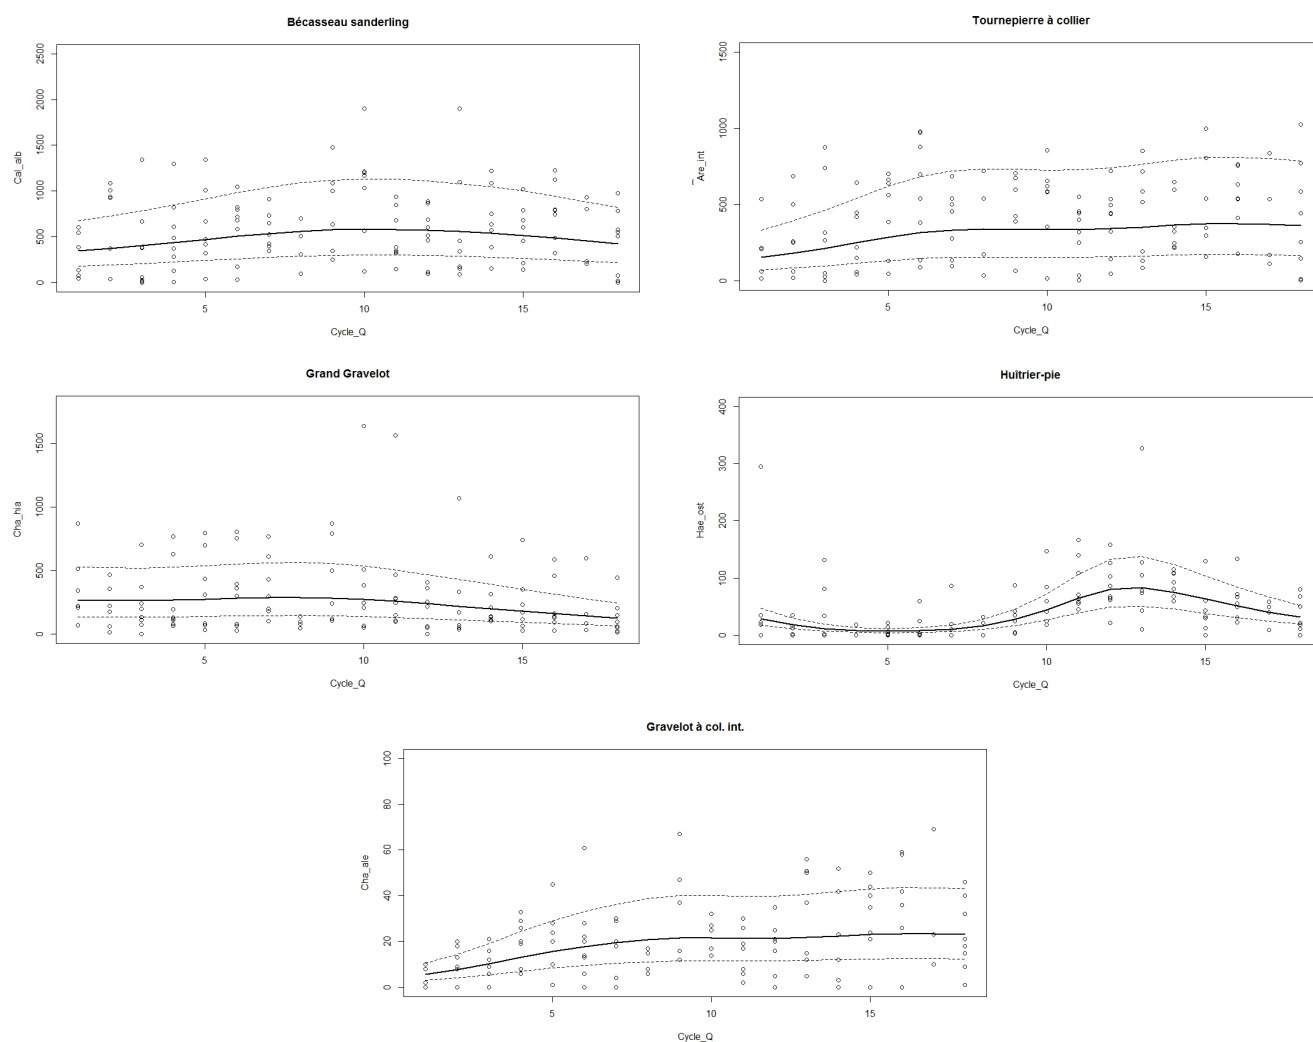 Bécasseau sanderling
Cal_alb
0 500 1000 1500 2000 2500
5 10 15
Cycle_Q
Tournepierre à collier
Are_int
0 500 1000 1500
5 10 15
Cycle_Q
Grand Gravelot
Cha_hia
0 500 1000 1500
5 10 15
Cycle_Q
Huîtrier-pie
Hae_ost
0 100 200 300 400
5 10 15
Cycle_Q
Gravelot à col. int.
Cha_ale
0 20 40 60 80 100
5 10 15
Cycle_Q